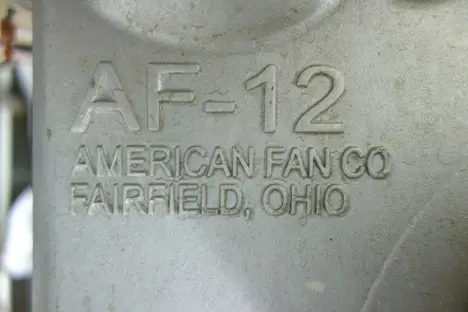 AF-12
AMERICAN FAN CO
FAIRFIELD, OHIO